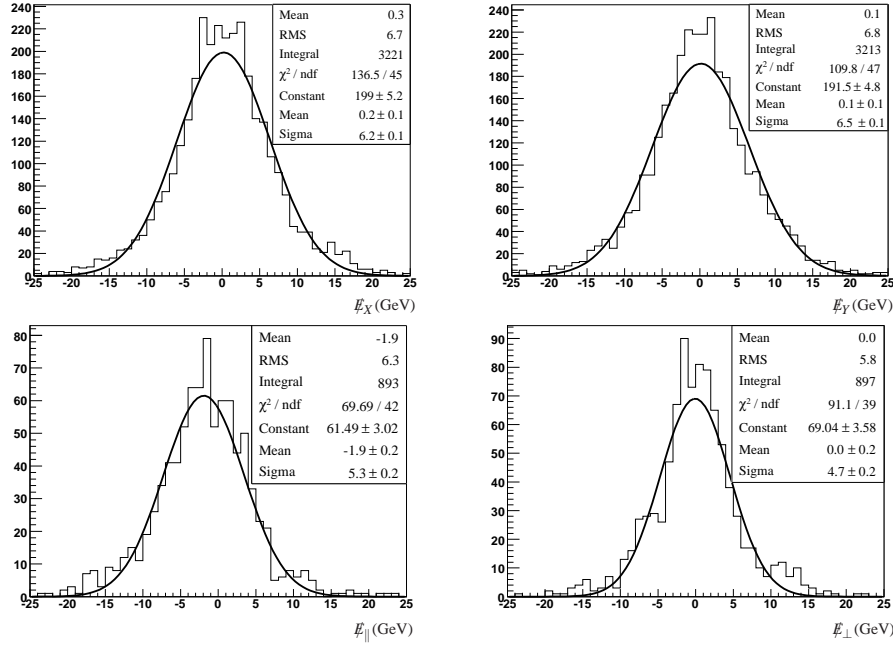 240
220
200
180
160
140
120
100
80
60
40
20
0
-25 -20 -15 -10 -5 0 5 10 15 20 25
E̸_X (GeV)
Mean 0.3
RMS 6.7
Integral 3221
χ² / ndf 136.5 / 45
Constant 199 ± 5.2
Mean 0.2 ± 0.1
Sigma 6.2 ± 0.1
240
220
200
180
160
140
120
100
80
60
40
20
0
-25 -20 -15 -10 -5 0 5 10 15 20 25
E̸_Y (GeV)
Mean 0.1
RMS 6.8
Integral 3213
χ² / ndf 109.8 / 47
Constant 191.5 ± 4.8
Mean 0.1 ± 0.1
Sigma 6.5 ± 0.1
80
70
60
50
40
30
20
10
0
-25 -20 -15 -10 -5 0 5 10 15 20 25
E̸_∥ (GeV)
Mean -1.9
RMS 6.3
Integral 893
χ² / ndf 69.69 / 42
Constant 61.49 ± 3.02
Mean -1.9 ± 0.2
Sigma 5.3 ± 0.2
90
80
70
60
50
40
30
20
10
0
-25 -20 -15 -10 -5 0 5 10 15 20 25
E̸_⊥ (GeV)
Mean 0.0
RMS 5.8
Integral 897
χ² / ndf 91.1 / 39
Constant 69.04 ± 3.58
Mean 0.0 ± 0.2
Sigma 4.7 ± 0.2